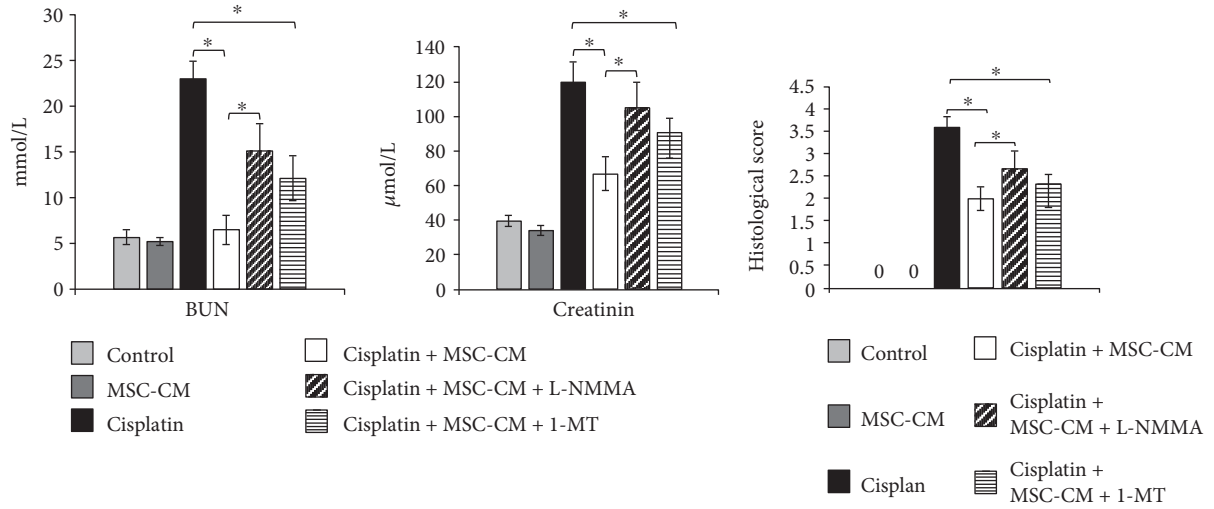 30
25
20
15
10
5
0
mmol/L
*
*
*
BUN
140
120
100
80
60
40
20
0
μmol/L
*
*
*
Creatinin
4.5
3.5
3
2.5
2
1.5
1
0.5
0
Histological score
0 0
*
*
*
Control
MSC-CM
Cisplatin
Cisplatin + MSC-CM
Cisplatin + MSC-CM + L-NMMA
Cisplatin + MSC-CM + 1-MT
Control
MSC-CM
Cisplan
Cisplatin + MSC-CM
Cisplatin +
MSC-CM + L-NMMA
Cisplatin +
MSC-CM + 1-MT